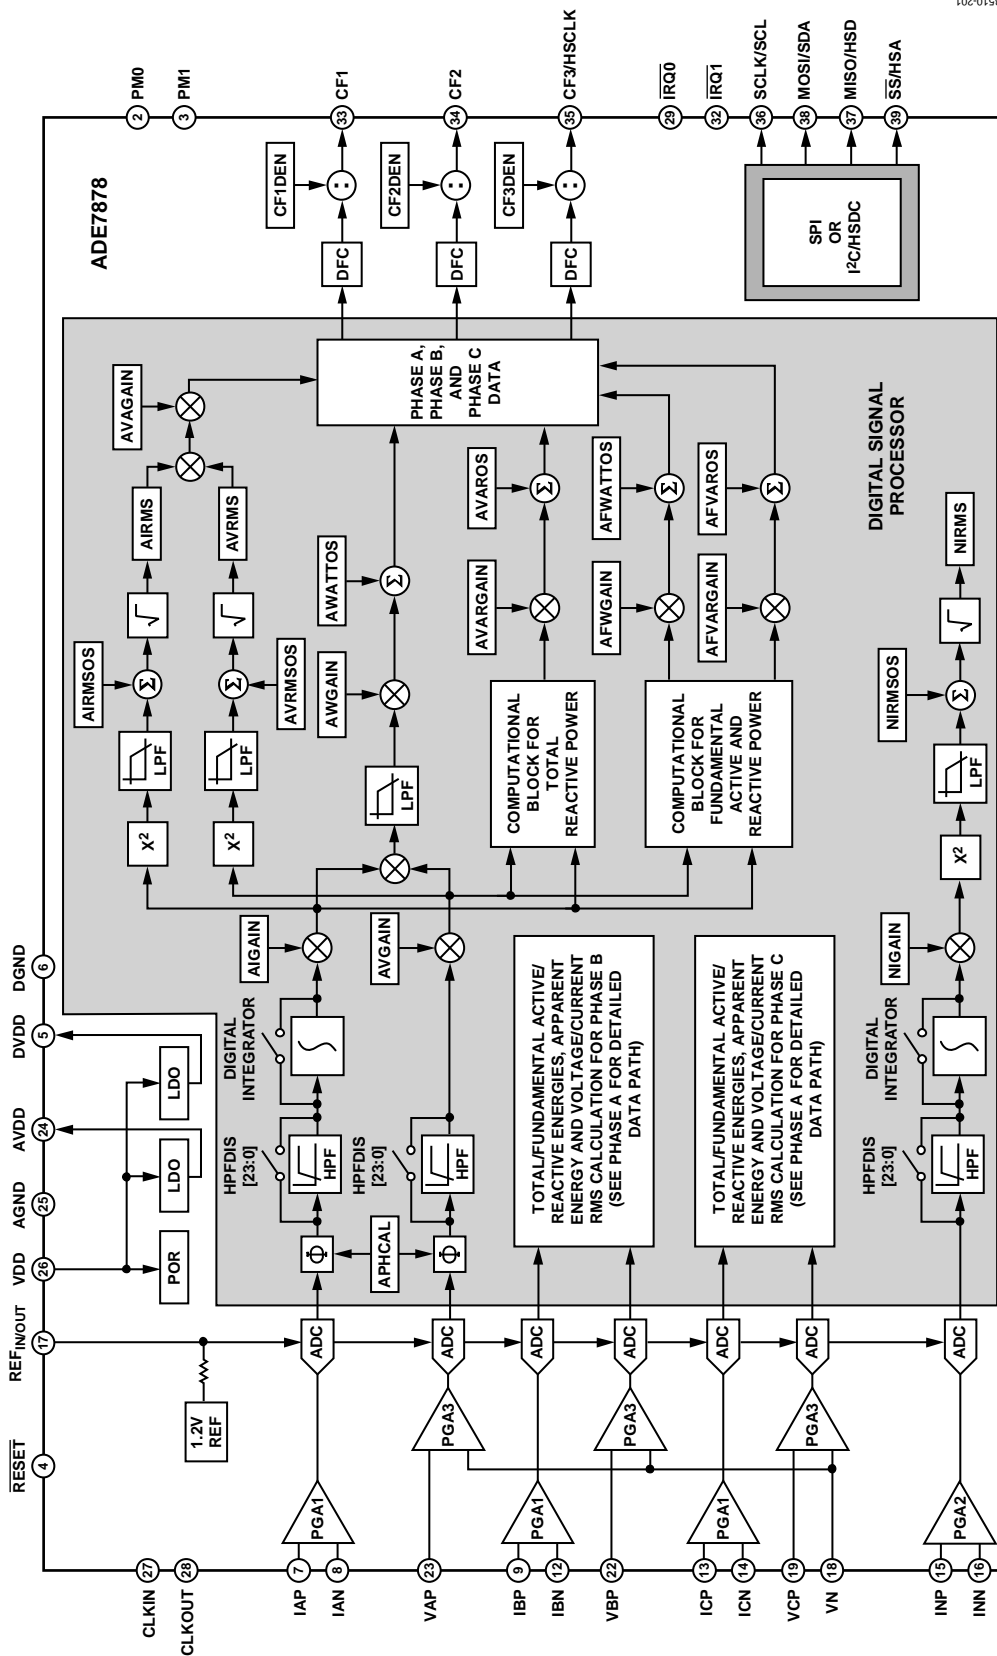 ADE7878
RESET
4
REFIN/OUT
17
VDD
26
AGND
25
AVDD
24
DVDD
5
DGND
6
CLKIN
27
CLKOUT
28
1.2V
REF
POR
LDO
LDO
2
PM0
3
PM1
IAP
7
IAN
8
PGA1
ADC
Φ
HPFDIS
[23:0]
HPF
DIGITAL
INTEGRATOR
AIGAIN
APHCAL
VAP
23
PGA3
ADC
Φ
HPFDIS
[23:0]
HPF
AVGAIN
X2
LPF
AIRMSOS
Σ
√
AIRMS
X2
LPF
AVRMSOS
Σ
√
AVRMS
AVAGAIN
LPF
AWGAIN
AWATTOS
Σ
COMPUTATIONAL
BLOCK FOR
TOTAL
REACTIVE POWER
AVARGAIN
AVAROS
Σ
COMPUTATIONAL
BLOCK FOR
FUNDAMENTAL
ACTIVE AND
REACTIVE POWER
AFWGAIN
AFWATTOS
Σ
AFVARGAIN
AFVAROS
Σ
PHASE A,
PHASE B,
AND
PHASE C
DATA
DFC
CF1DEN
:
33
CF1
DFC
CF2DEN
:
34
CF2
DFC
CF3DEN
:
35
CF3/HSCLK
IBP
9
IBN
12
PGA1
ADC
VBP
22
PGA3
ADC
TOTAL/FUNDAMENTAL ACTIVE/
REACTIVE ENERGIES, APPARENT
ENERGY AND VOLTAGE/CURRENT
RMS CALCULATION FOR PHASE B
(SEE PHASE A FOR DETAILED
DATA PATH)
ICP
13
ICN
14
PGA1
ADC
VCP
19
VN
18
PGA3
ADC
TOTAL/FUNDAMENTAL ACTIVE/
REACTIVE ENERGIES, APPARENT
ENERGY AND VOLTAGE/CURRENT
RMS CALCULATION FOR PHASE C
(SEE PHASE A FOR DETAILED
DATA PATH)
INP
15
INN
16
PGA2
ADC
HPFDIS
[23:0]
HPF
DIGITAL
INTEGRATOR
NIGAIN
X2
LPF
NIRMSOS
Σ
√
NIRMS
DIGITAL SIGNAL
PROCESSOR
29
IRQ0
32
IRQ1
SPI
OR
I2C/HSDC
36
SCLK/SCL
38
MOSI/SDA
37
MISO/HSD
39
SS/HSA